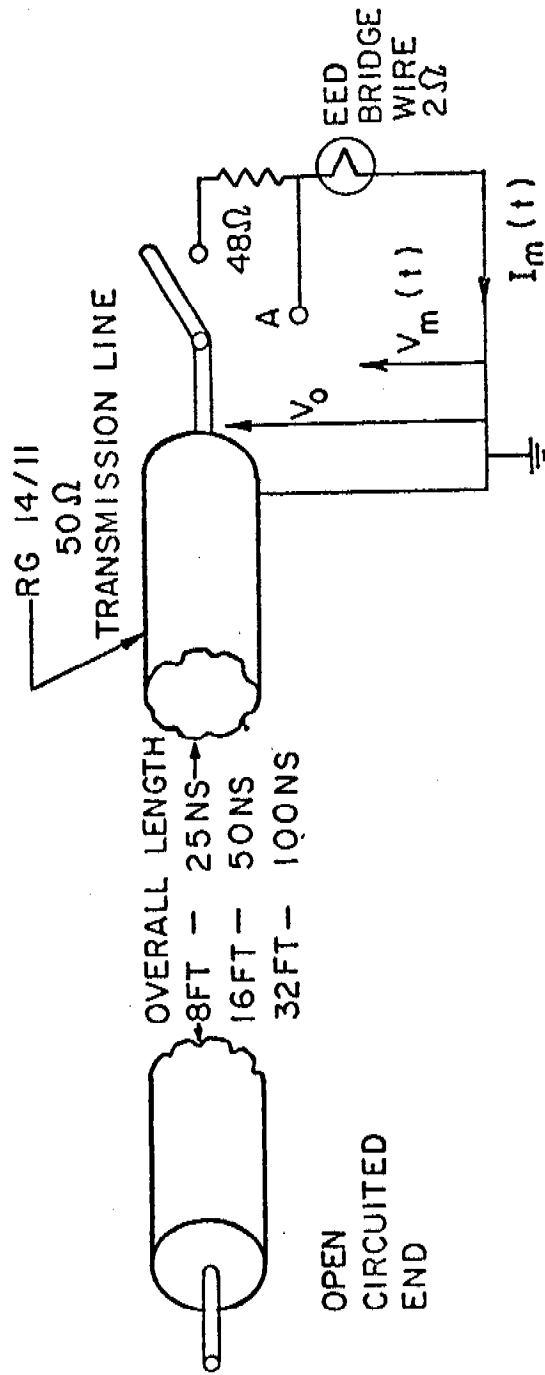 RG 14/11
50Ω
TRANSMISSION LINE
OVERALL LENGTH
8FT - 25NS
16FT - 50NS
32FT - 100NS
OPEN
CIRCUITED
END
48Ω
A
EED
BRIDGE
WIRE
2Ω
Vo
Vm (t)
Im (t)